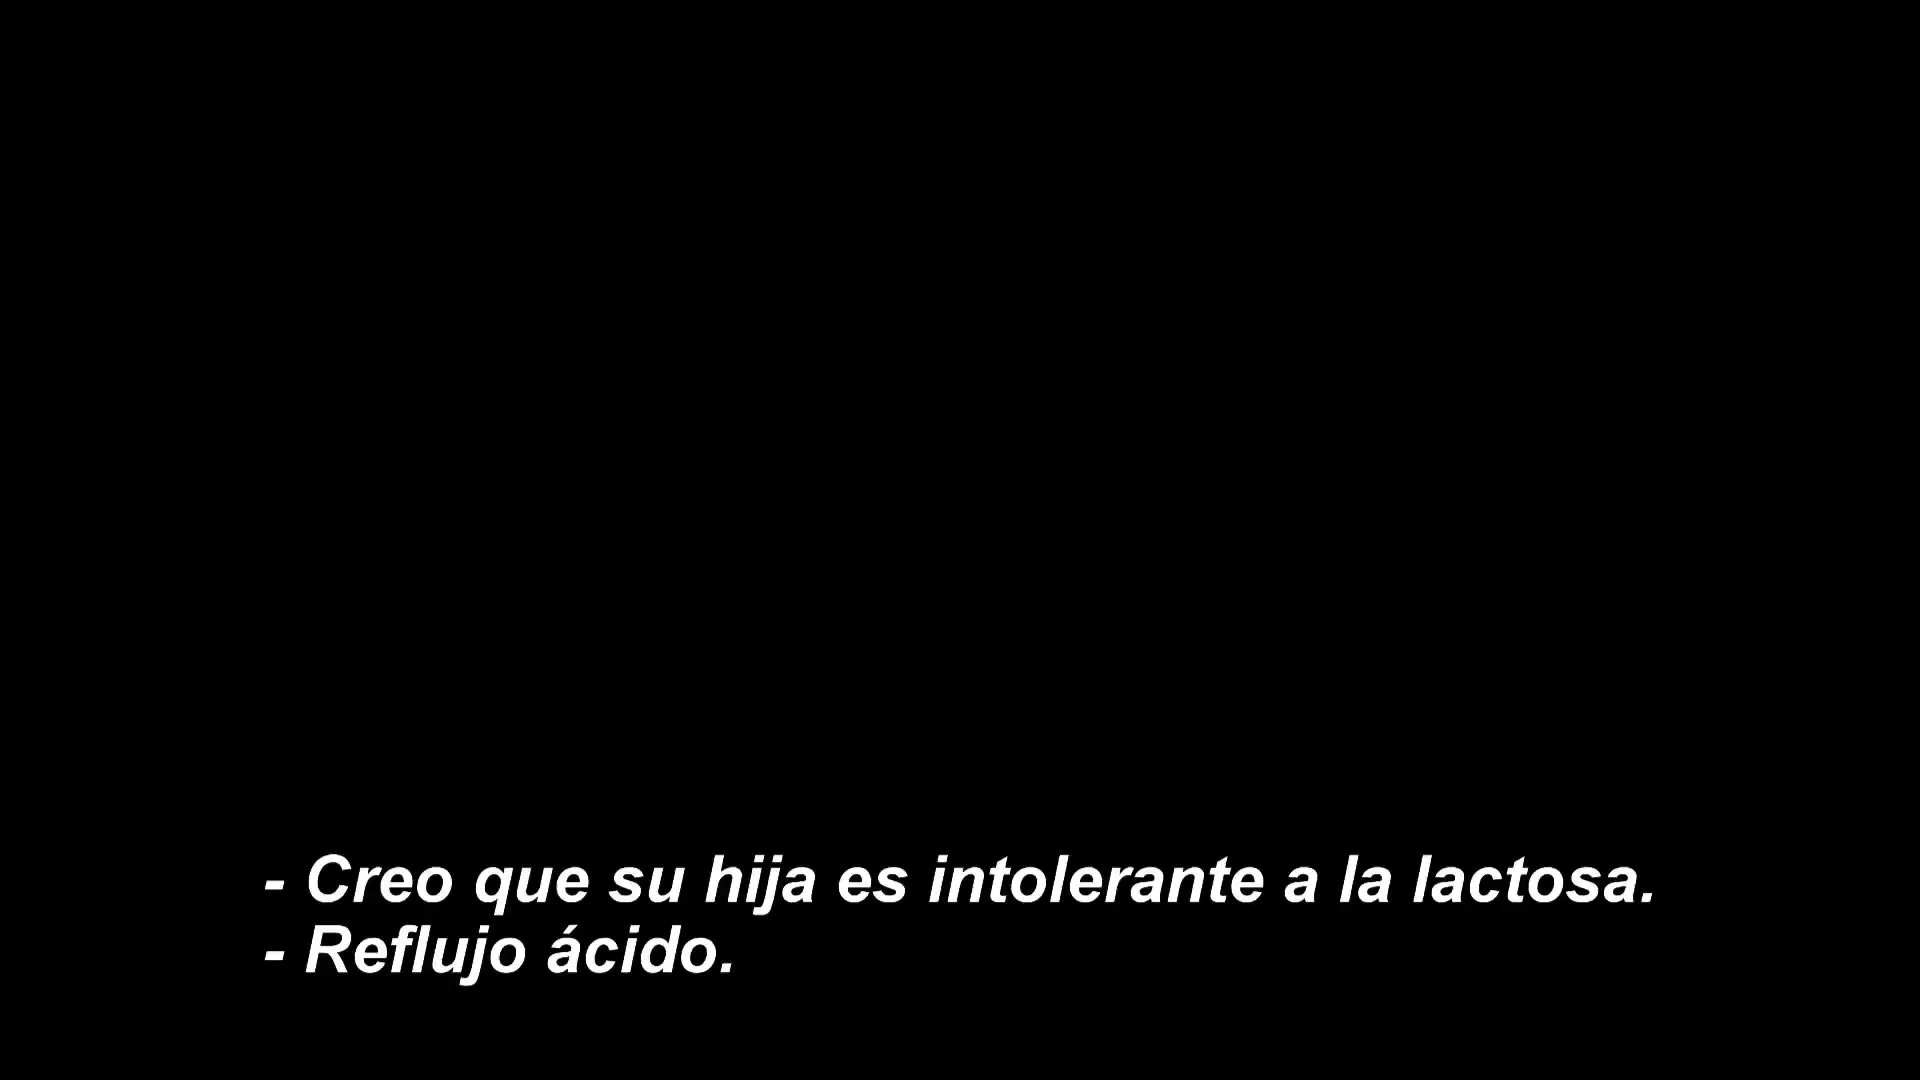 - Creo que su hija es intolerante a la lactosa.
- Reflujo ácido.